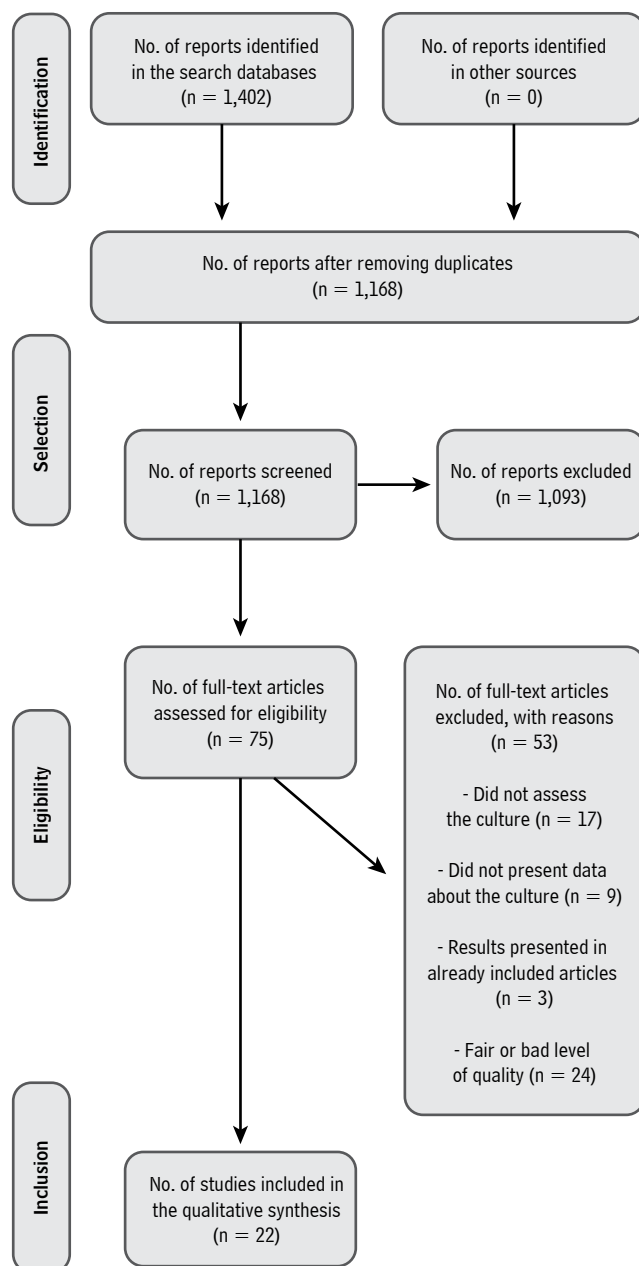 Identification
No. of reports identified
in the search databases
(n = 1,402)
No. of reports identified
in other sources
(n = 0)
No. of reports after removing duplicates
(n = 1,168)
Selection
No. of reports screened
(n = 1,168)
No. of reports excluded
(n = 1,093)
Eligibility
No. of full-text articles
assessed for eligibility
(n = 75)
No. of full-text articles
excluded, with reasons
(n = 53)
- Did not assess
the culture (n = 17)
- Did not present data
about the culture (n = 9)
- Results presented in
already included articles
(n = 3)
- Fair or bad level
of quality (n = 24)
Inclusion
No. of studies included in
the qualitative synthesis
(n = 22)